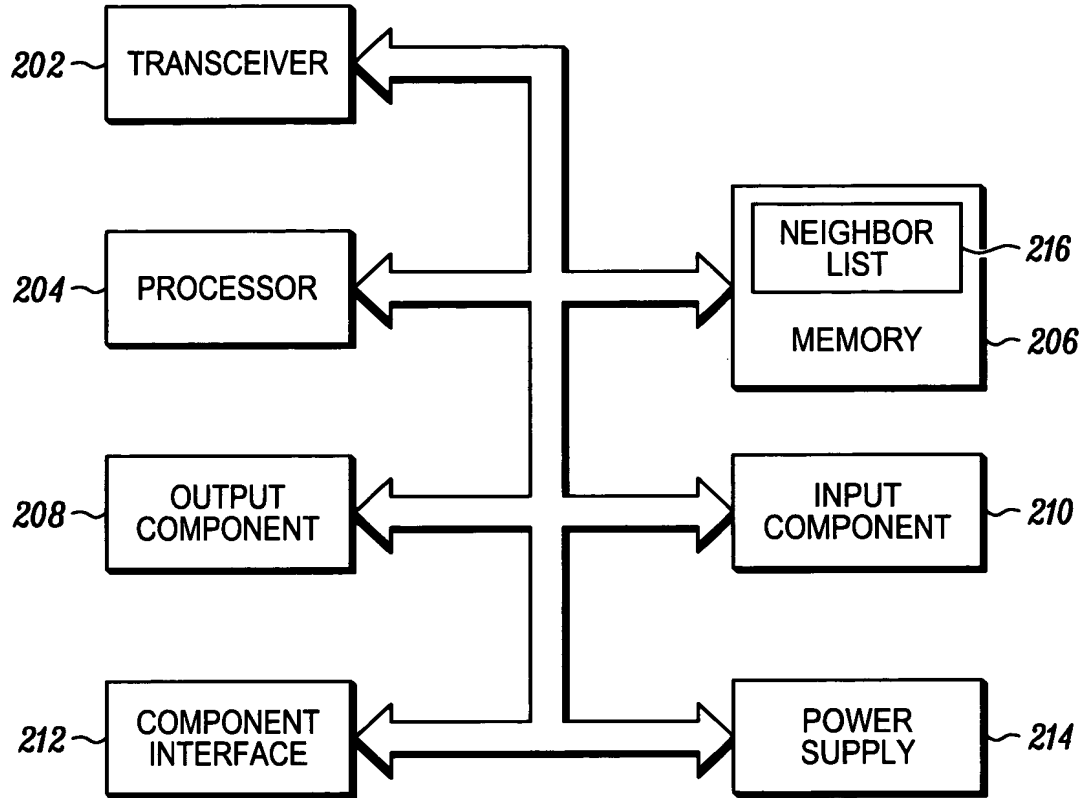 202
TRANSCEIVER
204
PROCESSOR
NEIGHBOR
LIST
216
MEMORY
206
208
OUTPUT
COMPONENT
INPUT
COMPONENT
210
212
COMPONENT
INTERFACE
POWER
SUPPLY
214